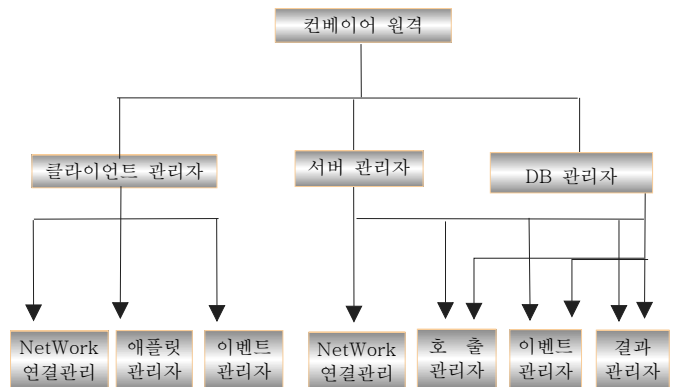 컨베이어 원격
클라이언트 관리자
서버 관리자
DB 관리자
NetWork
연결관리
애플릿
관리자
이벤트
관리자
NetWork
연결관리
호 출
관리자
이벤트
관리자
결과
관리자